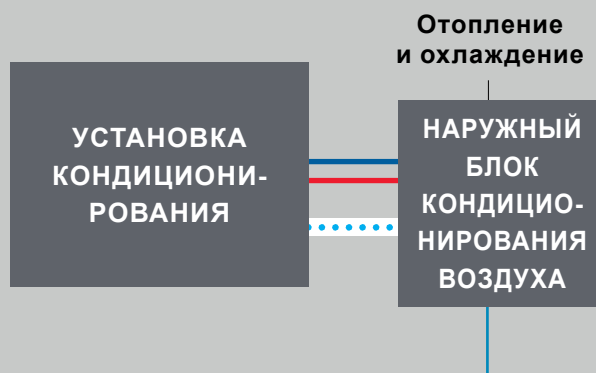 Отопление
и охлаждение
УСТАНОВКА
КОНДИЦИОНИ-
РОВАНИЯ
НАРУЖНЫЙ
БЛОК
КОНДИЦИО-
НИРОВАНИЯ
ВОЗДУХА